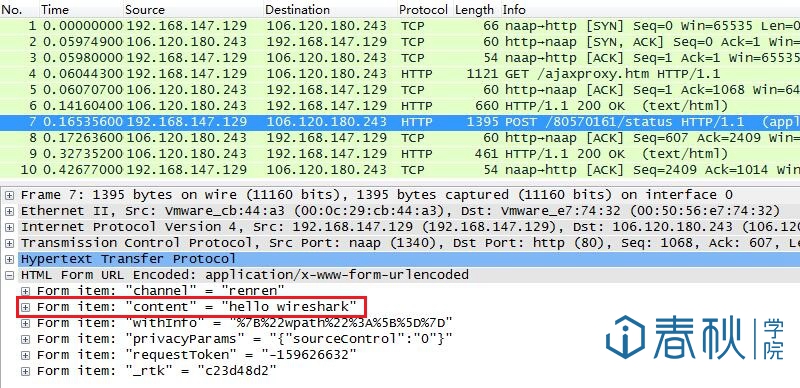 No. Time Source Destination Protocol Length Info
1 0.00000000 192.168.147.129 106.120.180.243 TCP 66 naap→http [SYN] Seq=0 Win=65535 Len=0
2 0.05974900 106.120.180.243 192.168.147.129 TCP 60 http→naap [SYN, ACK] Seq=0 Ack=1 Win=
3 0.05980000 192.168.147.129 106.120.180.243 TCP 54 naap→http [ACK] Seq=1 Ack=1 Win=65535
4 0.06044300 192.168.147.129 106.120.180.243 HTTP 1121 GET /ajaxproxy.htm HTTP/1.1
5 0.06070700 106.120.180.243 192.168.147.129 TCP 60 http→naap [ACK] Seq=1 Ack=1068 Win=64
6 0.14160400 106.120.180.243 192.168.147.129 HTTP 660 HTTP/1.1 200 OK (text/html)
7 0.16535600 192.168.147.129 106.120.180.243 HTTP 1395 POST /80570161/status HTTP/1.1 (appl
8 0.17263600 106.120.180.243 192.168.147.129 TCP 60 http→naap [ACK] Seq=607 Ack=2409 Win=
9 0.32735200 106.120.180.243 192.168.147.129 HTTP 461 HTTP/1.1 200 OK (text/html)
10 0.42677000 192.168.147.129 106.120.180.243 TCP 54 naap→http [ACK] Seq=2409 Ack=1014 Win
Frame 7: 1395 bytes on wire (11160 bits), 1395 bytes captured (11160 bits) on interface 0
Ethernet II, Src: Vmware_cb:44:a3 (00:0c:29:cb:44:a3), Dst: Vmware_e7:74:32 (00:50:56:e7:74:32)
Internet Protocol Version 4, Src: 192.168.147.129 (192.168.147.129), Dst: 106.120.180.243 (106.120
Transmission Control Protocol, Src Port: naap (1340), Dst Port: http (80), Seq: 1068, Ack: 607, Le
Hypertext Transfer Protocol
HTML Form URL Encoded: application/x-www-form-urlencoded
Form item: "channel" = "renren"
Form item: "content" = "hello wireshark"
Form item: "withInfo" = "%7B%22wpath%22%3A%5B%5D%7D"
Form item: "privacyParams" = "{"sourceControl":"0"}"
Form item: "requestToken" = "-159626632"
Form item: "_rtk" = "c23d48d2"
i春秋 学院